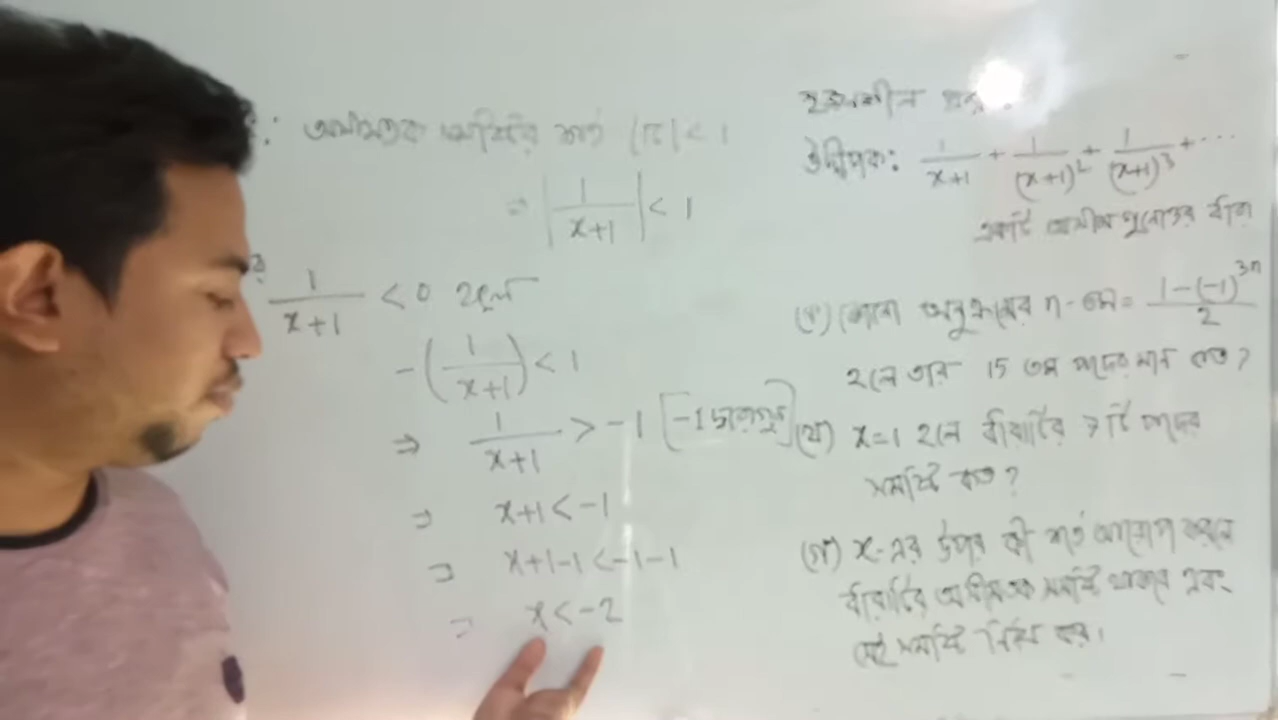 অসীমতক সমষ্টির শর্ত |r| < 1
⇒ |1/(x+1)| < 1
1/(x+1) < 0 হলে
-(1/(x+1)) < 1
⇒ 1/(x+1) > -1 [-1 দ্বারা গুণ]
⇒ x+1 < -1
⇒ x+1-1 < -1-1
⇒ x < -2
সৃজনশীল প্রশ্ন:
উদ্দীপক: 1/(x+1) + 1/(x+1)² + 1/(x+1)³ + ...
একটি অসীম গুণোত্তর ধারা
(ক) কোনো অনুক্রমের n-তম = (1-(-1)³ⁿ)/2
হলে তার 15 তম পদের মান কত?
(খ) x=1 হলে ধারাটির 7টি পদের
সমষ্টি কত?
(গ) x-এর উপর কী শর্ত আরোপ করলে
ধারাটির অসীমতক সমষ্টি থাকবে এবং
সেই সমষ্টি নির্ণয় কর।